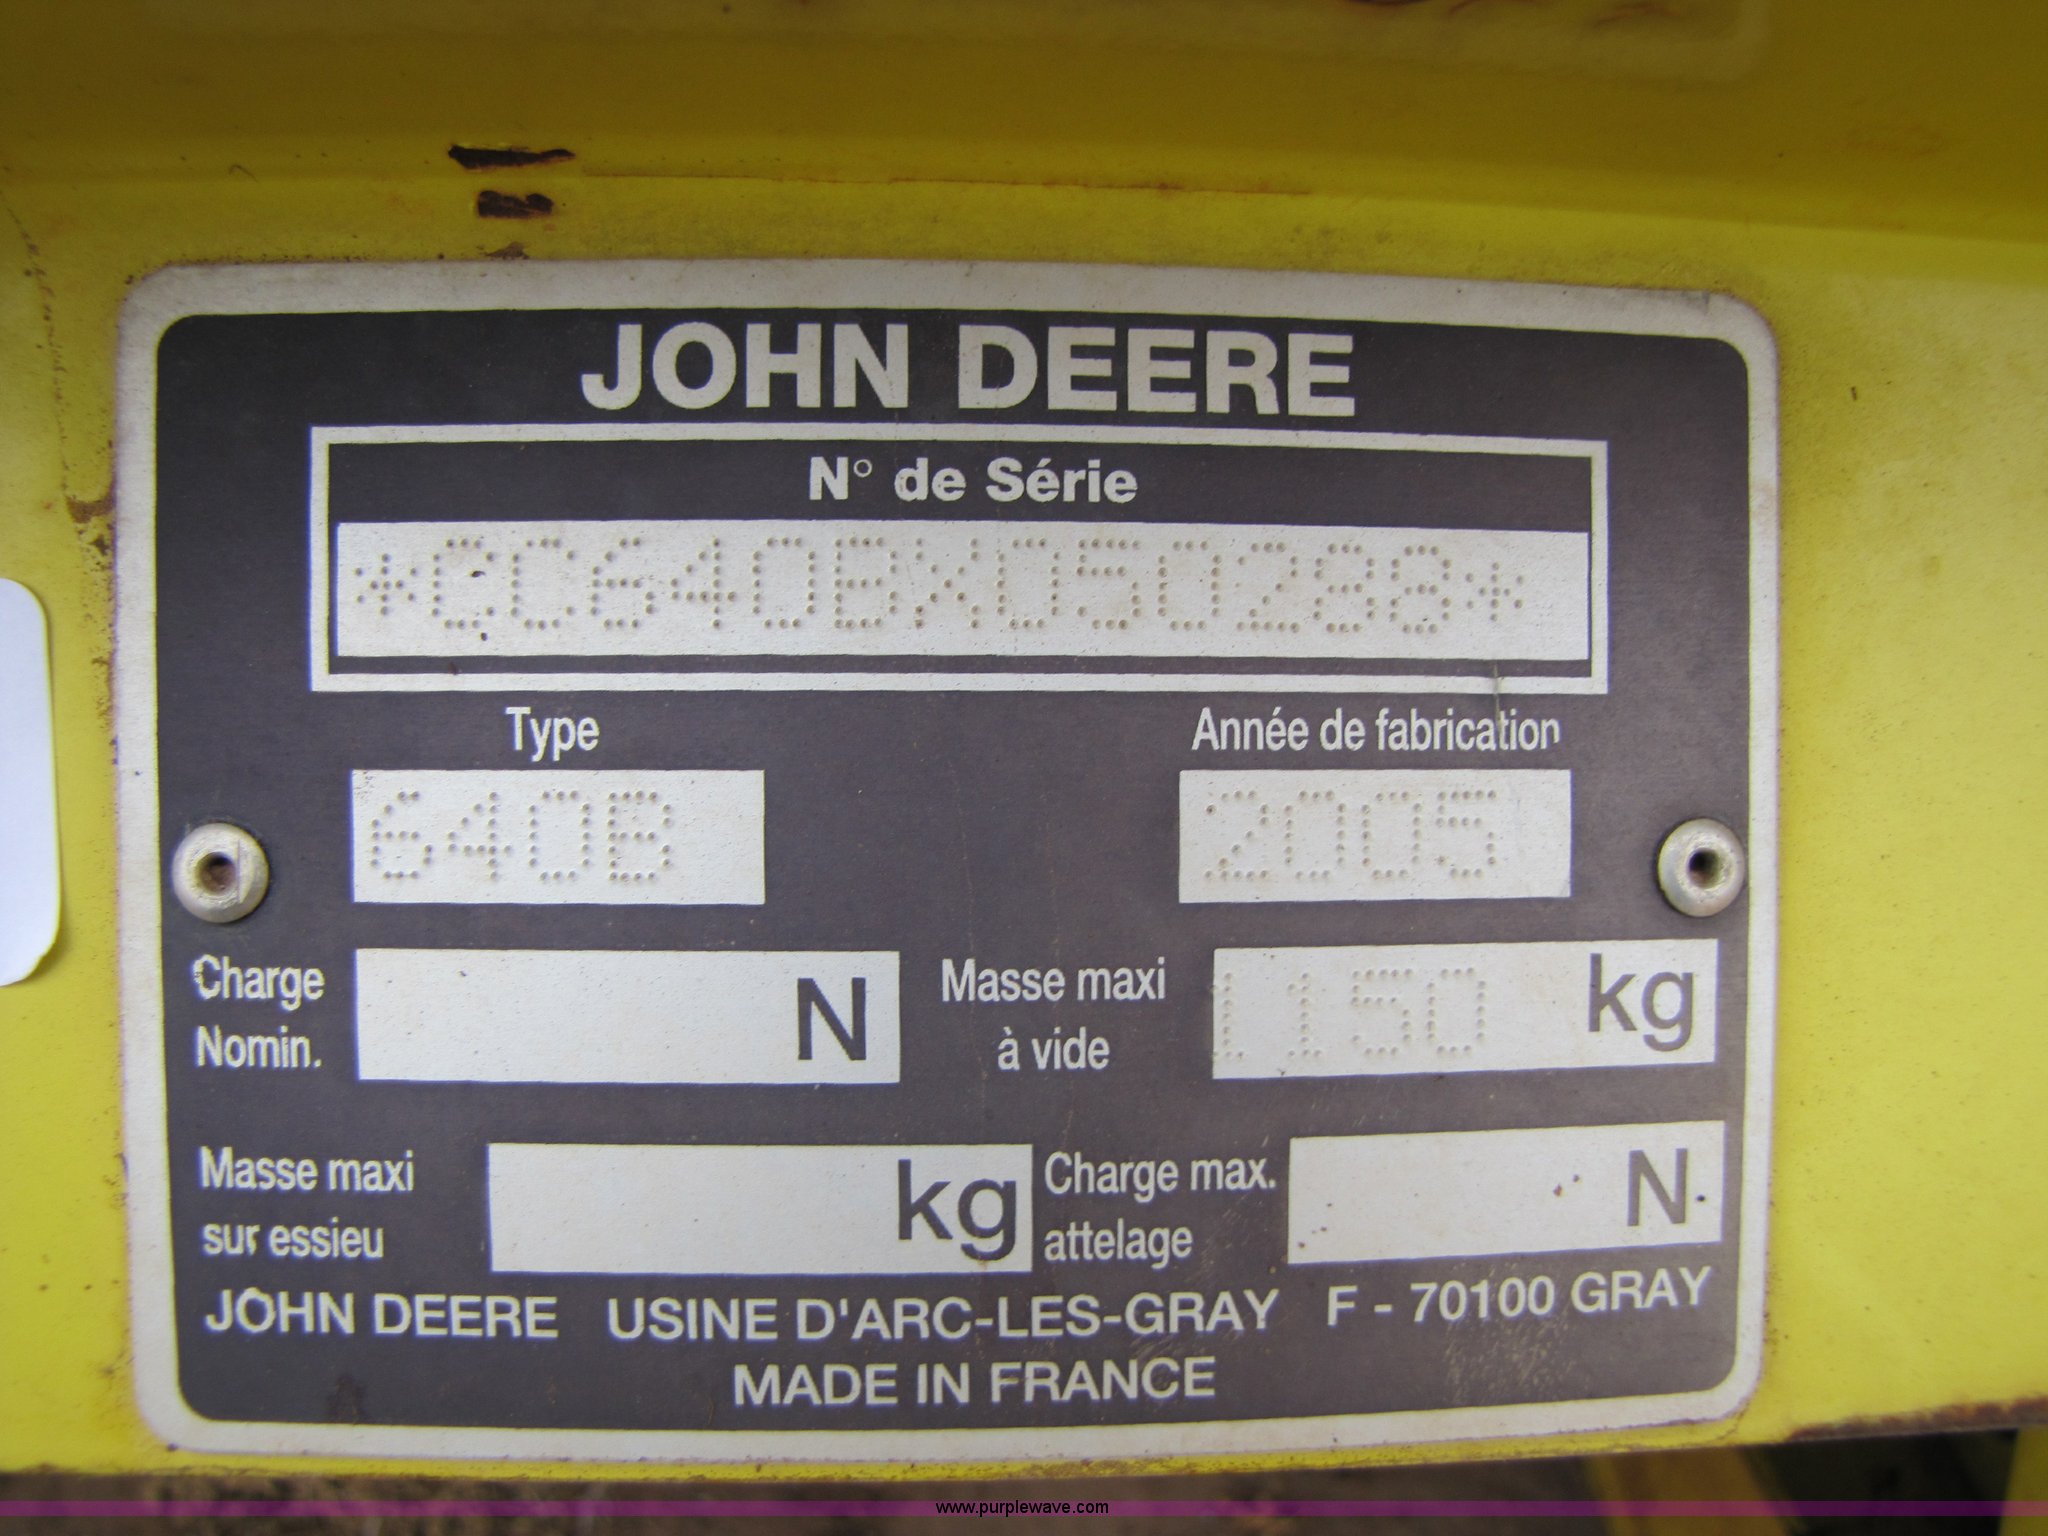 JOHN DEERE
N° de Série
*CC640BX050288*
Type
Année de fabrication
640B
2005
Charge
Nomin.
N
Masse maxi
à vide
1150 kg
Masse maxi
sur essieu
kg
Charge max.
attelage
N
JOHN DEERE USINE D'ARC-LES-GRAY F - 70100 GRAY
MADE IN FRANCE
www.purplewave.com